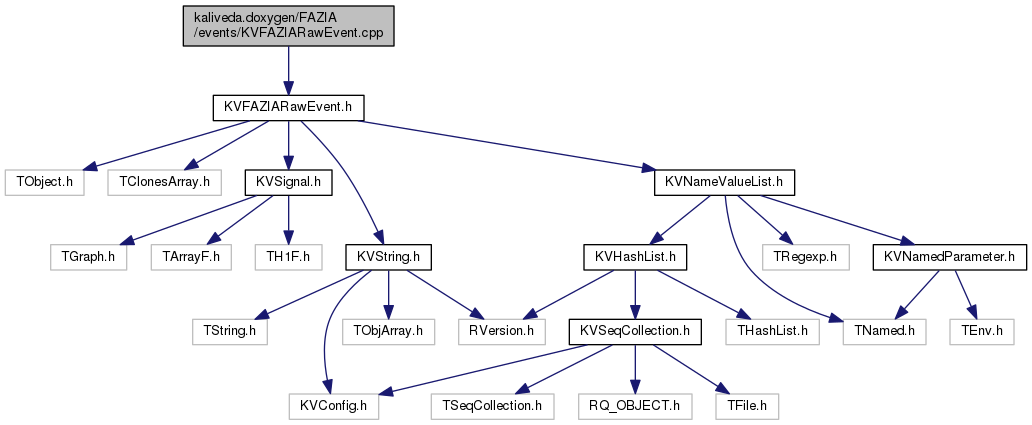 kaliveda.doxygen/FAZIA
/events/KVFAZIARawEvent.cpp
KVFAZIARawEvent.h
TObject.h
TClonesArray.h
KVSignal.h
KVNameValueList.h
TGraph.h
TArrayF.h
TH1F.h
KVString.h
KVHashList.h
TRegexp.h
KVNamedParameter.h
TString.h
TObjArray.h
RVersion.h
KVSeqCollection.h
THashList.h
TNamed.h
TEnv.h
KVConfig.h
TSeqCollection.h
RQ_OBJECT.h
TFile.h